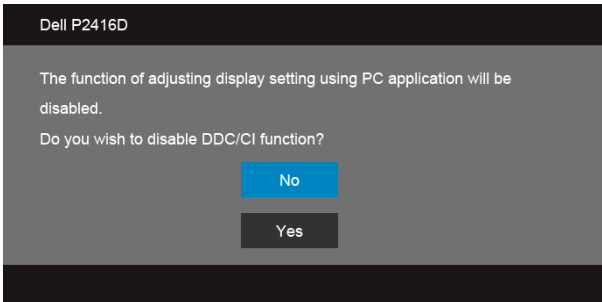 Dell P2416D
The function of adjusting display setting using PC application will be
disabled.
Do you wish to disable DDC/CI function?
No
Yes